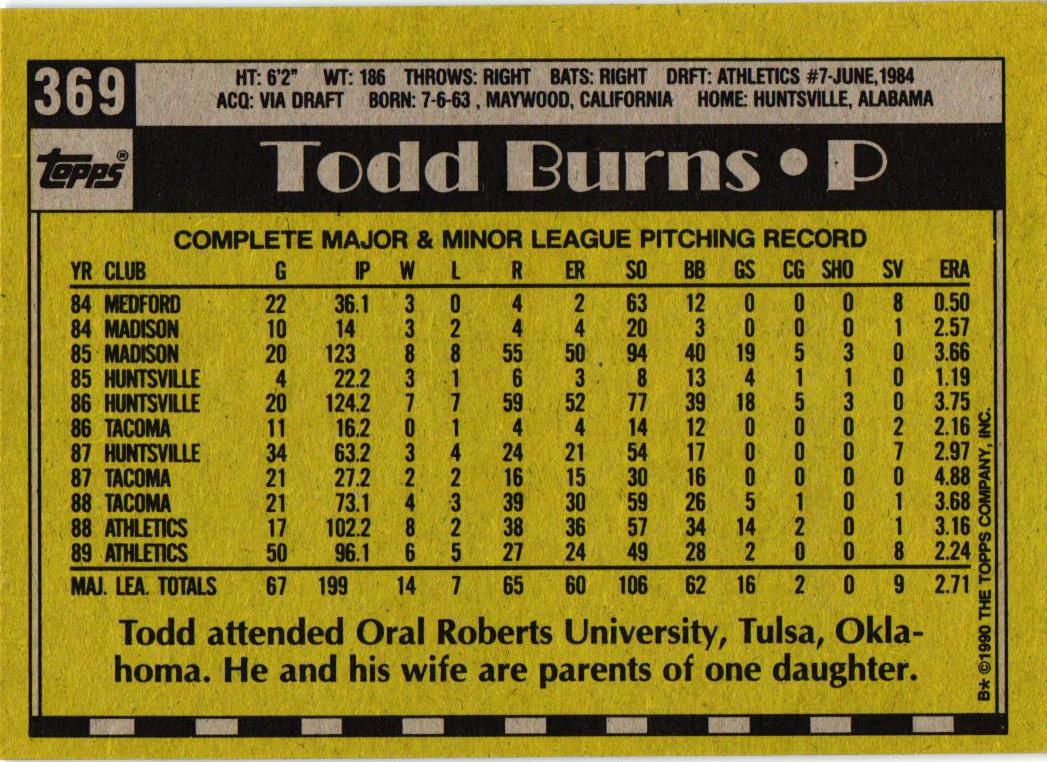 369
HT: 6'2" WT: 186 THROWS: RIGHT BATS: RIGHT DRFT: ATHLETICS #7-JUNE,1984
ACQ: VIA DRAFT BORN: 7-6-63 , MAYWOOD, CALIFORNIA HOME: HUNTSVILLE, ALABAMA
Topps®
Todd Burns • P
COMPLETE MAJOR & MINOR LEAGUE PITCHING RECORD
YR CLUB G IP W L R ER SO BB GS CG SHO SV ERA
84 MEDFORD 22 36.1 3 0 4 2 63 12 0 0 0 8 0.50
84 MADISON 10 14 3 2 4 4 20 3 0 0 0 1 2.57
85 MADISON 20 123 8 8 55 50 94 40 19 5 3 0 3.66
85 HUNTSVILLE 4 22.2 3 1 6 3 8 13 4 1 1 0 1.19
86 HUNTSVILLE 20 124.2 7 7 59 52 77 39 18 5 3 0 3.75
86 TACOMA 11 16.2 0 1 4 4 14 12 0 0 0 2 2.16
87 HUNTSVILLE 34 63.2 3 4 24 21 54 17 0 0 0 7 2.97
87 TACOMA 21 27.2 2 2 16 15 30 16 0 0 0 0 4.88
88 TACOMA 21 73.1 4 3 39 30 59 26 5 1 0 1 3.68
88 ATHLETICS 17 102.2 8 2 38 36 57 34 14 2 0 1 3.16
89 ATHLETICS 50 96.1 6 5 27 24 49 28 2 0 0 8 2.24
MAJ. LEA. TOTALS 67 199 14 7 65 60 106 62 16 2 0 9 2.71
Todd attended Oral Roberts University, Tulsa, Okla-
homa. He and his wife are parents of one daughter.
B* ©1990 THE TOPPS COMPANY, INC.